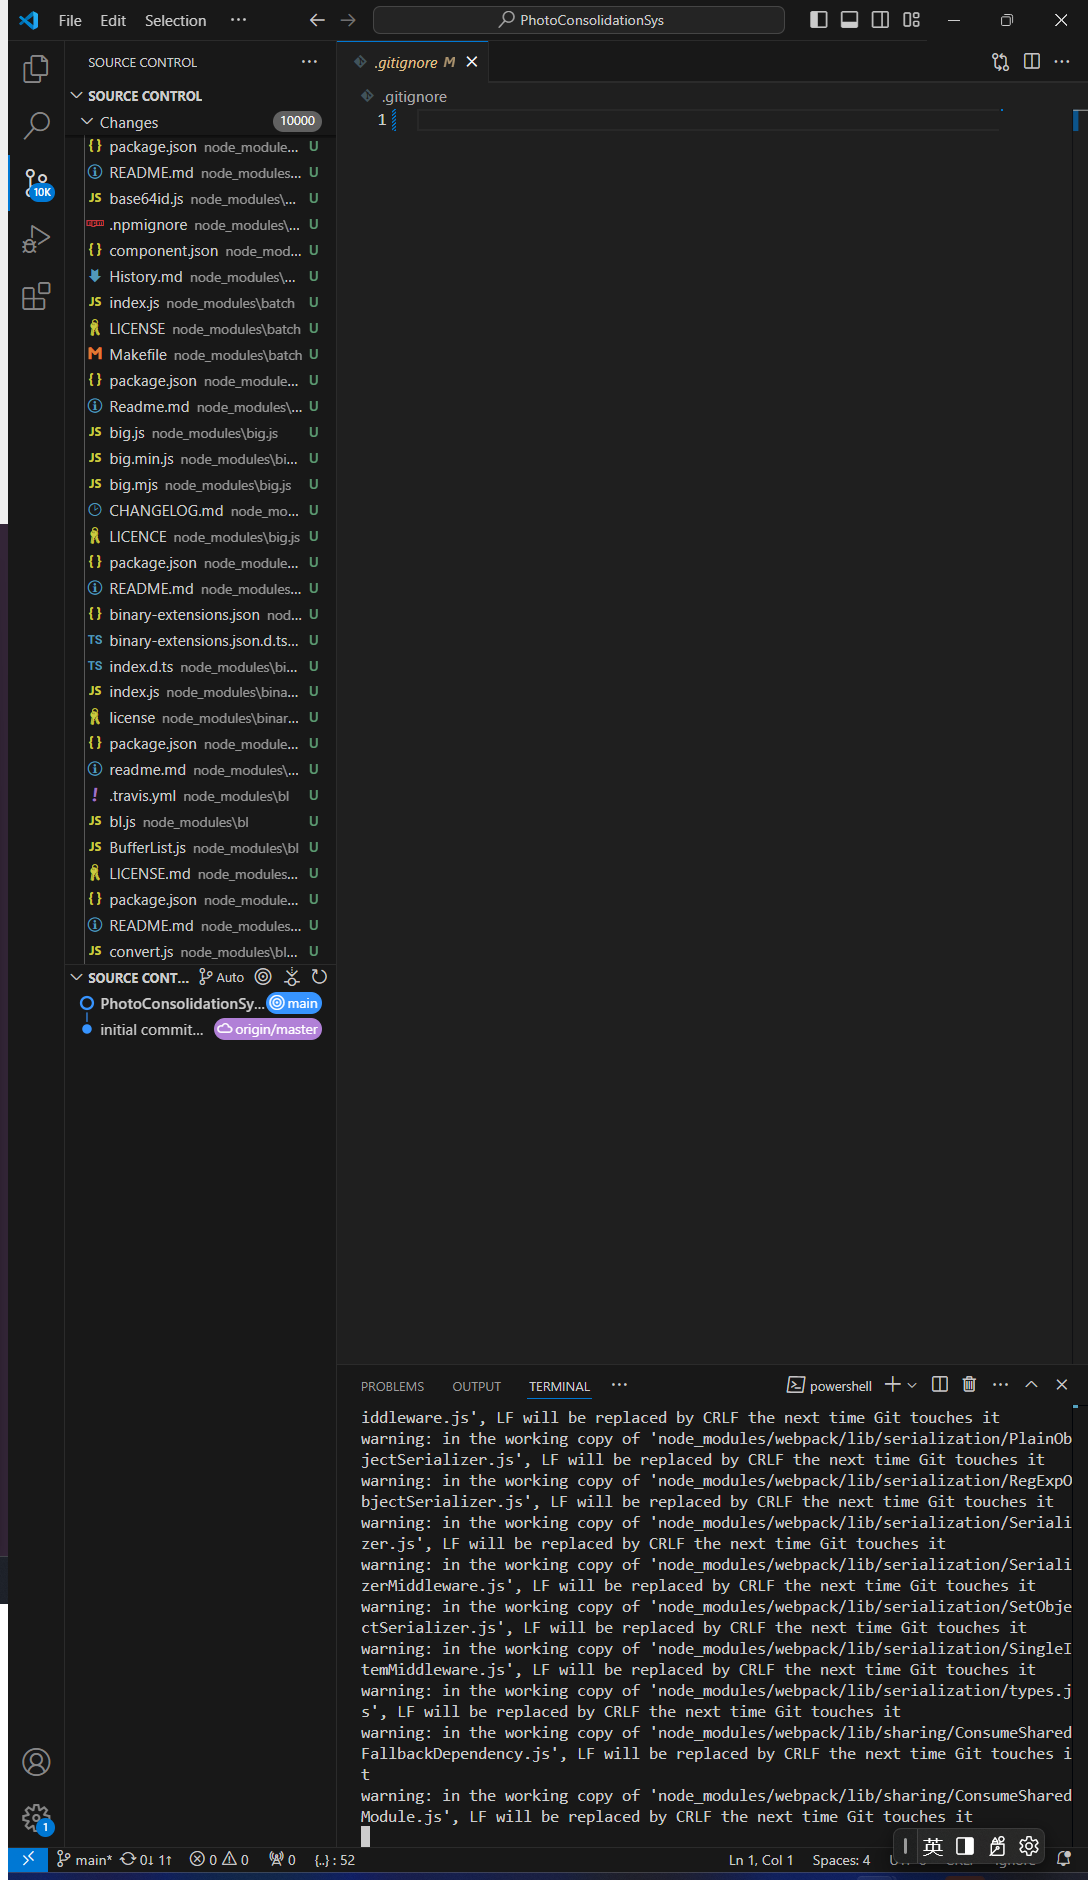 File Edit Selection ··· PhotoConsolidationSys
SOURCE CONTROL ···
SOURCE CONTROL
Changes 10000
10K
package.json node_module... U
README.md node_modules... U
base64id.js node_modules\... U
.npmignore node_modules\... U
component.json node_mod... U
History.md node_modules\... U
index.js node_modules\batch U
LICENSE node_modules\batch U
Makefile node_modules\batch U
package.json node_module... U
Readme.md node_modules\... U
big.js node_modules\big.js U
big.min.js node_modules\bi... U
big.mjs node_modules\big.js U
CHANGELOG.md node_mo... U
LICENCE node_modules\big.js U
package.json node_module... U
README.md node_modules... U
binary-extensions.json nod... U
binary-extensions.json.d.ts... U
index.d.ts node_modules\bi... U
index.js node_modules\bina... U
license node_modules\binar... U
package.json node_module... U
readme.md node_modules\... U
.travis.yml node_modules\bl U
bl.js node_modules\bl U
BufferList.js node_modules\bl U
LICENSE.md node_modules... U
package.json node_module... U
README.md node_modules... U
convert.js node_modules\bl... U
SOURCE CONT... Auto
PhotoConsolidationSy... main
initial commit... origin/master
.gitignore M
.gitignore
1
PROBLEMS OUTPUT TERMINAL ··· powershell
iddleware.js', LF will be replaced by CRLF the next time Git touches it
warning: in the working copy of 'node_modules/webpack/lib/serialization/PlainOb
jectSerializer.js', LF will be replaced by CRLF the next time Git touches it
warning: in the working copy of 'node_modules/webpack/lib/serialization/RegExpO
bjectSerializer.js', LF will be replaced by CRLF the next time Git touches it
warning: in the working copy of 'node_modules/webpack/lib/serialization/Seriali
zer.js', LF will be replaced by CRLF the next time Git touches it
warning: in the working copy of 'node_modules/webpack/lib/serialization/Seriali
zerMiddleware.js', LF will be replaced by CRLF the next time Git touches it
warning: in the working copy of 'node_modules/webpack/lib/serialization/SetObje
ctSerializer.js', LF will be replaced by CRLF the next time Git touches it
warning: in the working copy of 'node_modules/webpack/lib/serialization/SingleI
temMiddleware.js', LF will be replaced by CRLF the next time Git touches it
warning: in the working copy of 'node_modules/webpack/lib/serialization/types.j
s', LF will be replaced by CRLF the next time Git touches it
warning: in the working copy of 'node_modules/webpack/lib/sharing/ConsumeShared
FallbackDependency.js', LF will be replaced by CRLF the next time Git touches i
t
warning: in the working copy of 'node_modules/webpack/lib/sharing/ConsumeShared
Module.js', LF will be replaced by CRLF the next time Git touches it
1
英
main* 0↓ 1↑ 0 0 0 {..} : 52 Ln 1, Col 1 Spaces: 4